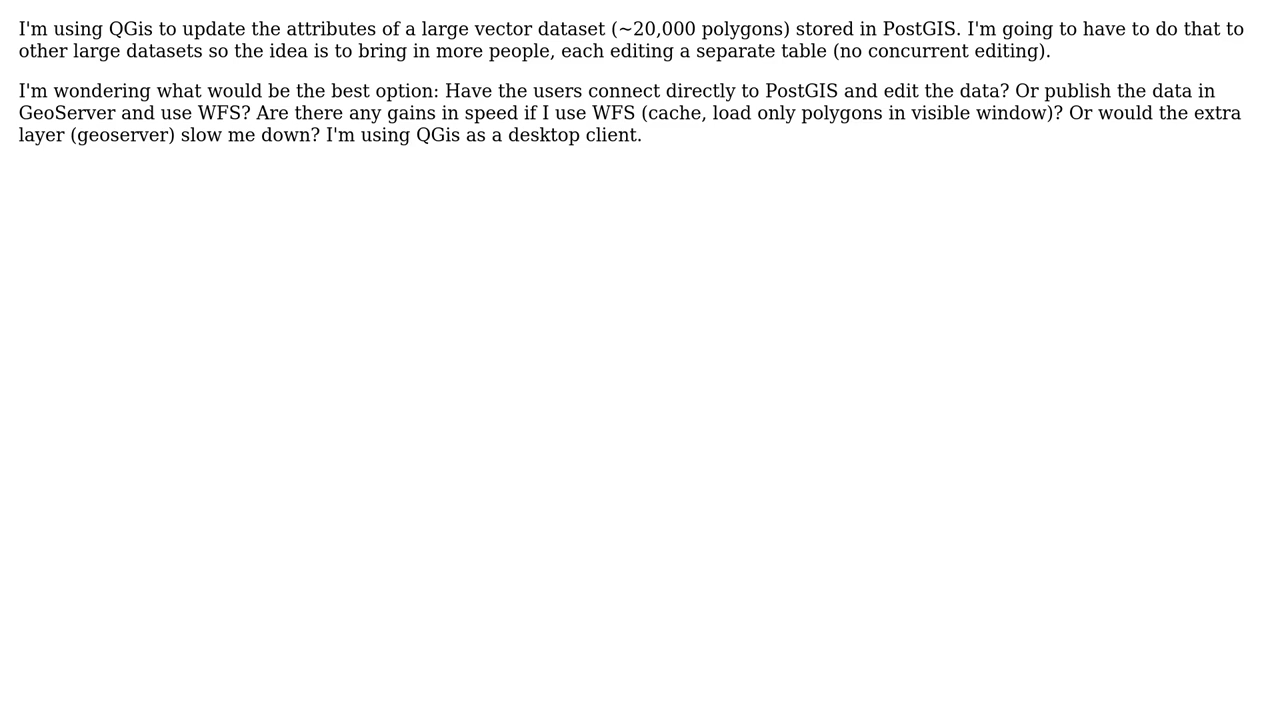 I'm using QGis to update the attributes of a large vector dataset (~20,000 polygons) stored in PostGIS. I'm going to have to do that to
other large datasets so the idea is to bring in more people, each editing a separate table (no concurrent editing).
I'm wondering what would be the best option: Have the users connect directly to PostGIS and edit the data? Or publish the data in
GeoServer and use WFS? Are there any gains in speed if I use WFS (cache, load only polygons in visible window)? Or would the extra
layer (geoserver) slow me down? I'm using QGis as a desktop client.